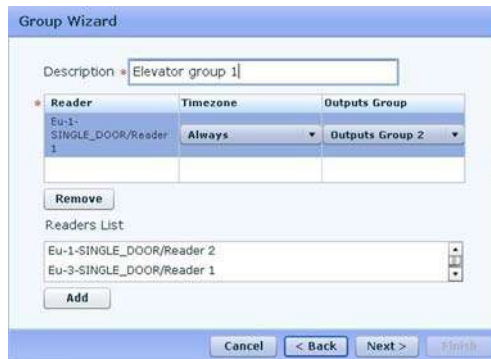 Group Wizard
Description * Elevator group 1
* Reader Timezone Outputs Group
Eu-1-
SINGLE_DOOR/Reader
1
Always
Outputs Group 2
Remove
Readers List
Eu-1-SINGLE_DOOR/Reader 2
Eu-3-SINGLE_DOOR/Reader 1
Add
Cancel < Back Next > Finish